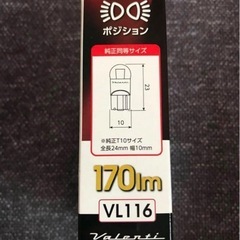 ポジション
純正同等サイズ
Valenti
23
10
※純正T10サイズ
全長24mm 幅10mm
170lm
VL116
Valenti